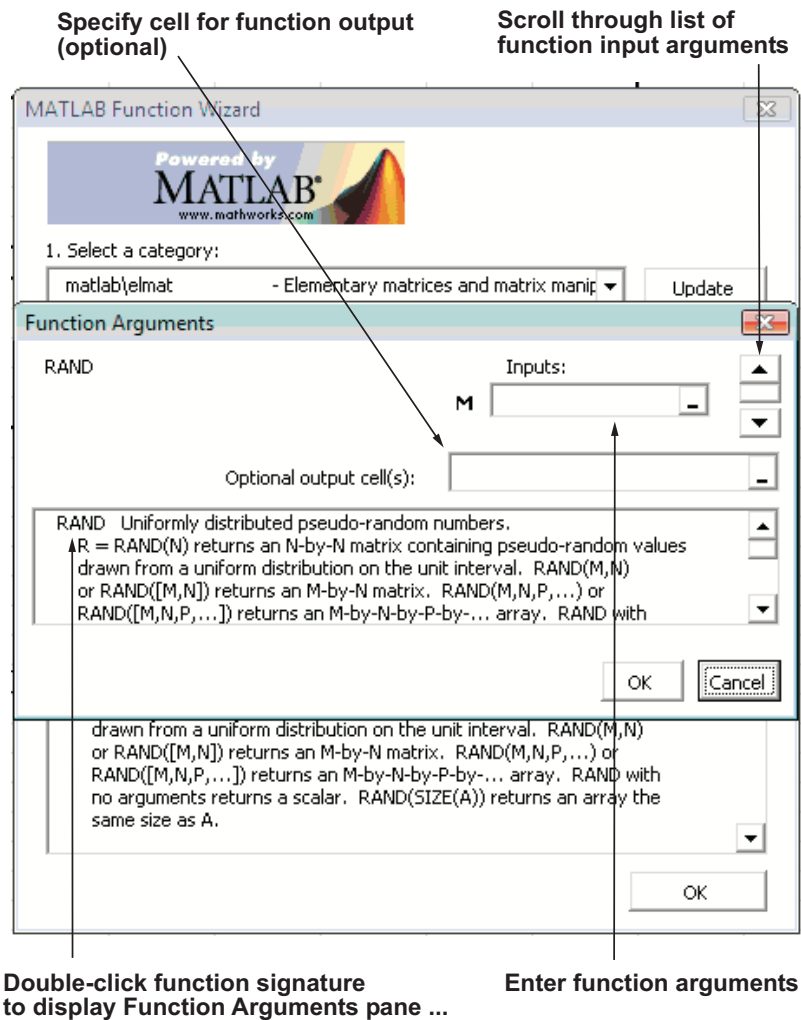 Specify cell for function output
(optional)
Scroll through list of
function input arguments
MATLAB Function Wizard
Powered by
MATLAB®
www.mathworks.com
1. Select a category:
matlab\elmat - Elementary matrices and matrix manip
Update
Function Arguments
RAND
Inputs:
M
Optional output cell(s):
RAND Uniformly distributed pseudo-random numbers.
R = RAND(N) returns an N-by-N matrix containing pseudo-random values
drawn from a uniform distribution on the unit interval. RAND(M,N)
or RAND([M,N]) returns an M-by-N matrix. RAND(M,N,P,...) or
RAND([M,N,P,...]) returns an M-by-N-by-P-by-... array. RAND with
OK
Cancel
drawn from a uniform distribution on the unit interval. RAND(M,N)
or RAND([M,N]) returns an M-by-N matrix. RAND(M,N,P,...) or
RAND([M,N,P,...]) returns an M-by-N-by-P-by-... array. RAND with
no arguments returns a scalar. RAND(SIZE(A)) returns an array the
same size as A.
OK
Double-click function signature
to display Function Arguments pane ...
Enter function arguments